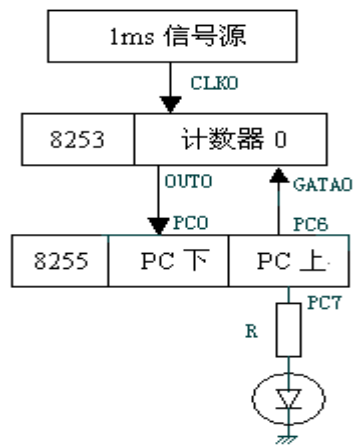 1ms 信号源
CLK0
8253 计数器 0
OUT0
GATA0
PC0
PC6
8255 PC 下 PC 上
PC7
R